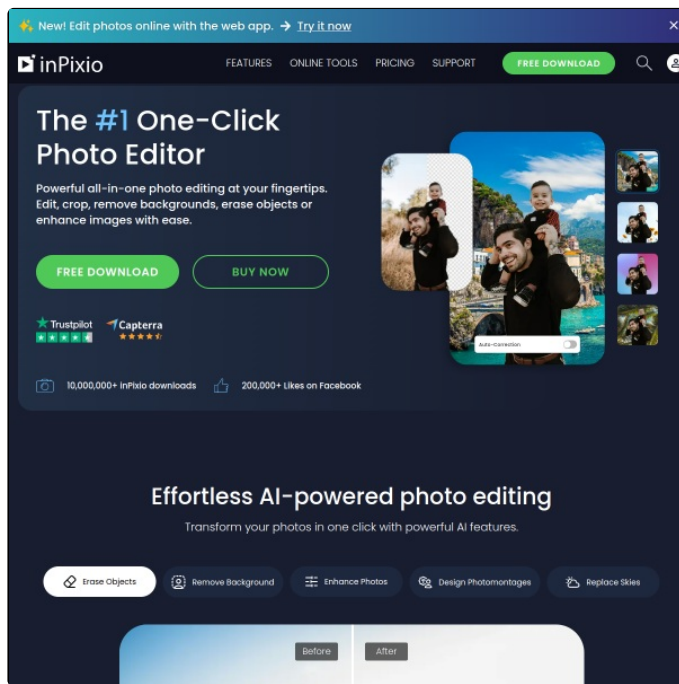 New! Edit photos online with the web app. → Try it now
inPixio
FEATURES ONLINE TOOLS PRICING SUPPORT FREE DOWNLOAD
The #1 One-Click
Photo Editor
Powerful all-in-one photo editing at your fingertips.
Edit, crop, remove backgrounds, erase objects or
enhance images with ease.
FREE DOWNLOAD BUY NOW
Auto-Correction
Trustpilot Capterra
10,000,000+ inPixio downloads 200,000+ Likes on Facebook
Effortless AI-powered photo editing
Transform your photos in one click with powerful AI features.
Erase Objects Remove Background Enhance Photos Design Photomontages Replace Skies
Before After